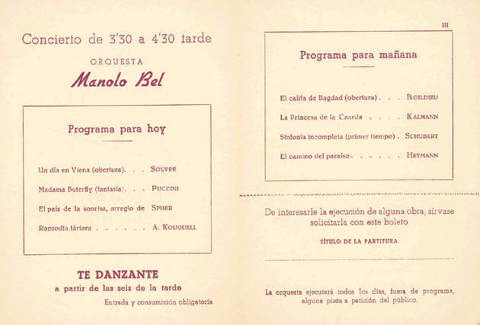 Concierto de 3'30 a 4'30 tarde
ORQUESTA
Manolo Bel
Programa para hoy
Un día en Viena (obertura). . . SOUPPE
Madama Buterfly (fantasía). . . PUCCINI
El país de la sonrisa, arreglo de SPHER
Rapsodia tártara . . . . . . A. KOUQUELL
TE DANZANTE
a partir de las seis de la tarde
Entrada y consumición obligatoria
III
Programa para mañana
El califa de Bagdad (obertura) . . . BOIELDIEU
La Princesa de la Czarda . . . KALMANN
Sinfonía incompleta (primer tiempo) . SCHUBERT
El camino del paraíso . . . . . HEYMANN
De interesarle la ejecución de alguna obra, sírvase
solicitarla con este boleto
TÍTULO DE LA PARTITURA
La orquesta ejecutará todos los días, fuera de programa,
alguna pieza a petición del público.